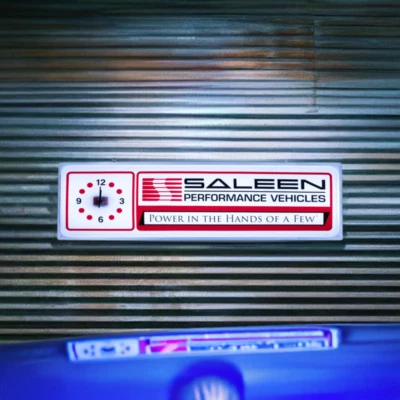 12
9 3
6
SALEEN
PERFORMANCE VEHICLES
POWER IN THE HANDS OF A FEW